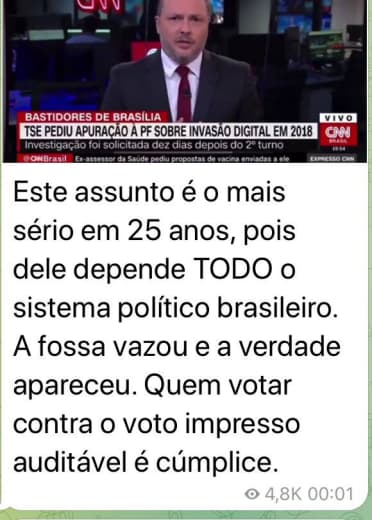 CNN
BASTIDORES DE BRASÍLIA
VIVO
TSE PEDIU APURAÇÃO À PF SOBRE INVASÃO DIGITAL EM 2018
CNN
BRASIL
Investigação foi solicitada dez dias depois do 2º turno
@CNNBrasil Ex-assessor da Saúde pediu propostas de vacina enviadas a ele EXPRESSO CNN
Este assunto é o mais
sério em 25 anos, pois
dele depende TODO o
sistema político brasileiro.
A fossa vazou e a verdade
apareceu. Quem votar
contra o voto impresso
auditável é cúmplice.
4,8K 00:01